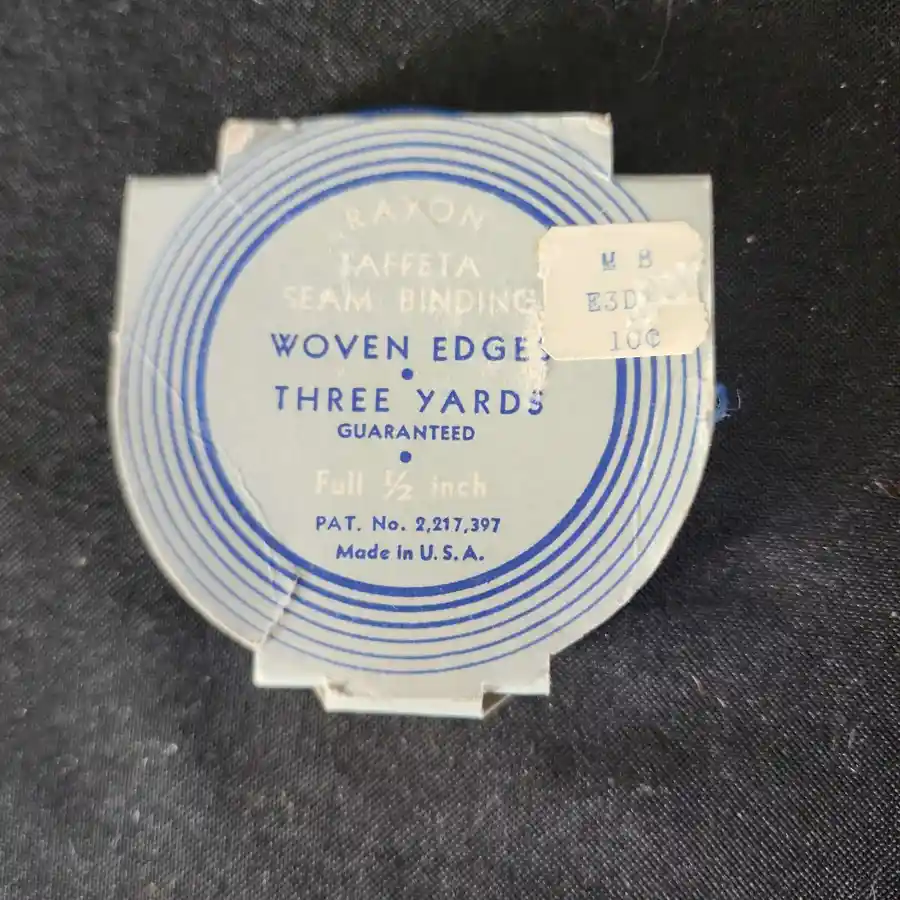 RAYON
TAFFETA
SEAM BINDING
WOVEN EDGES
THREE YARDS
GUARANTEED
Full ½ inch
PAT. No. 2,217,397
Made in U.S.A.
M B
10¢